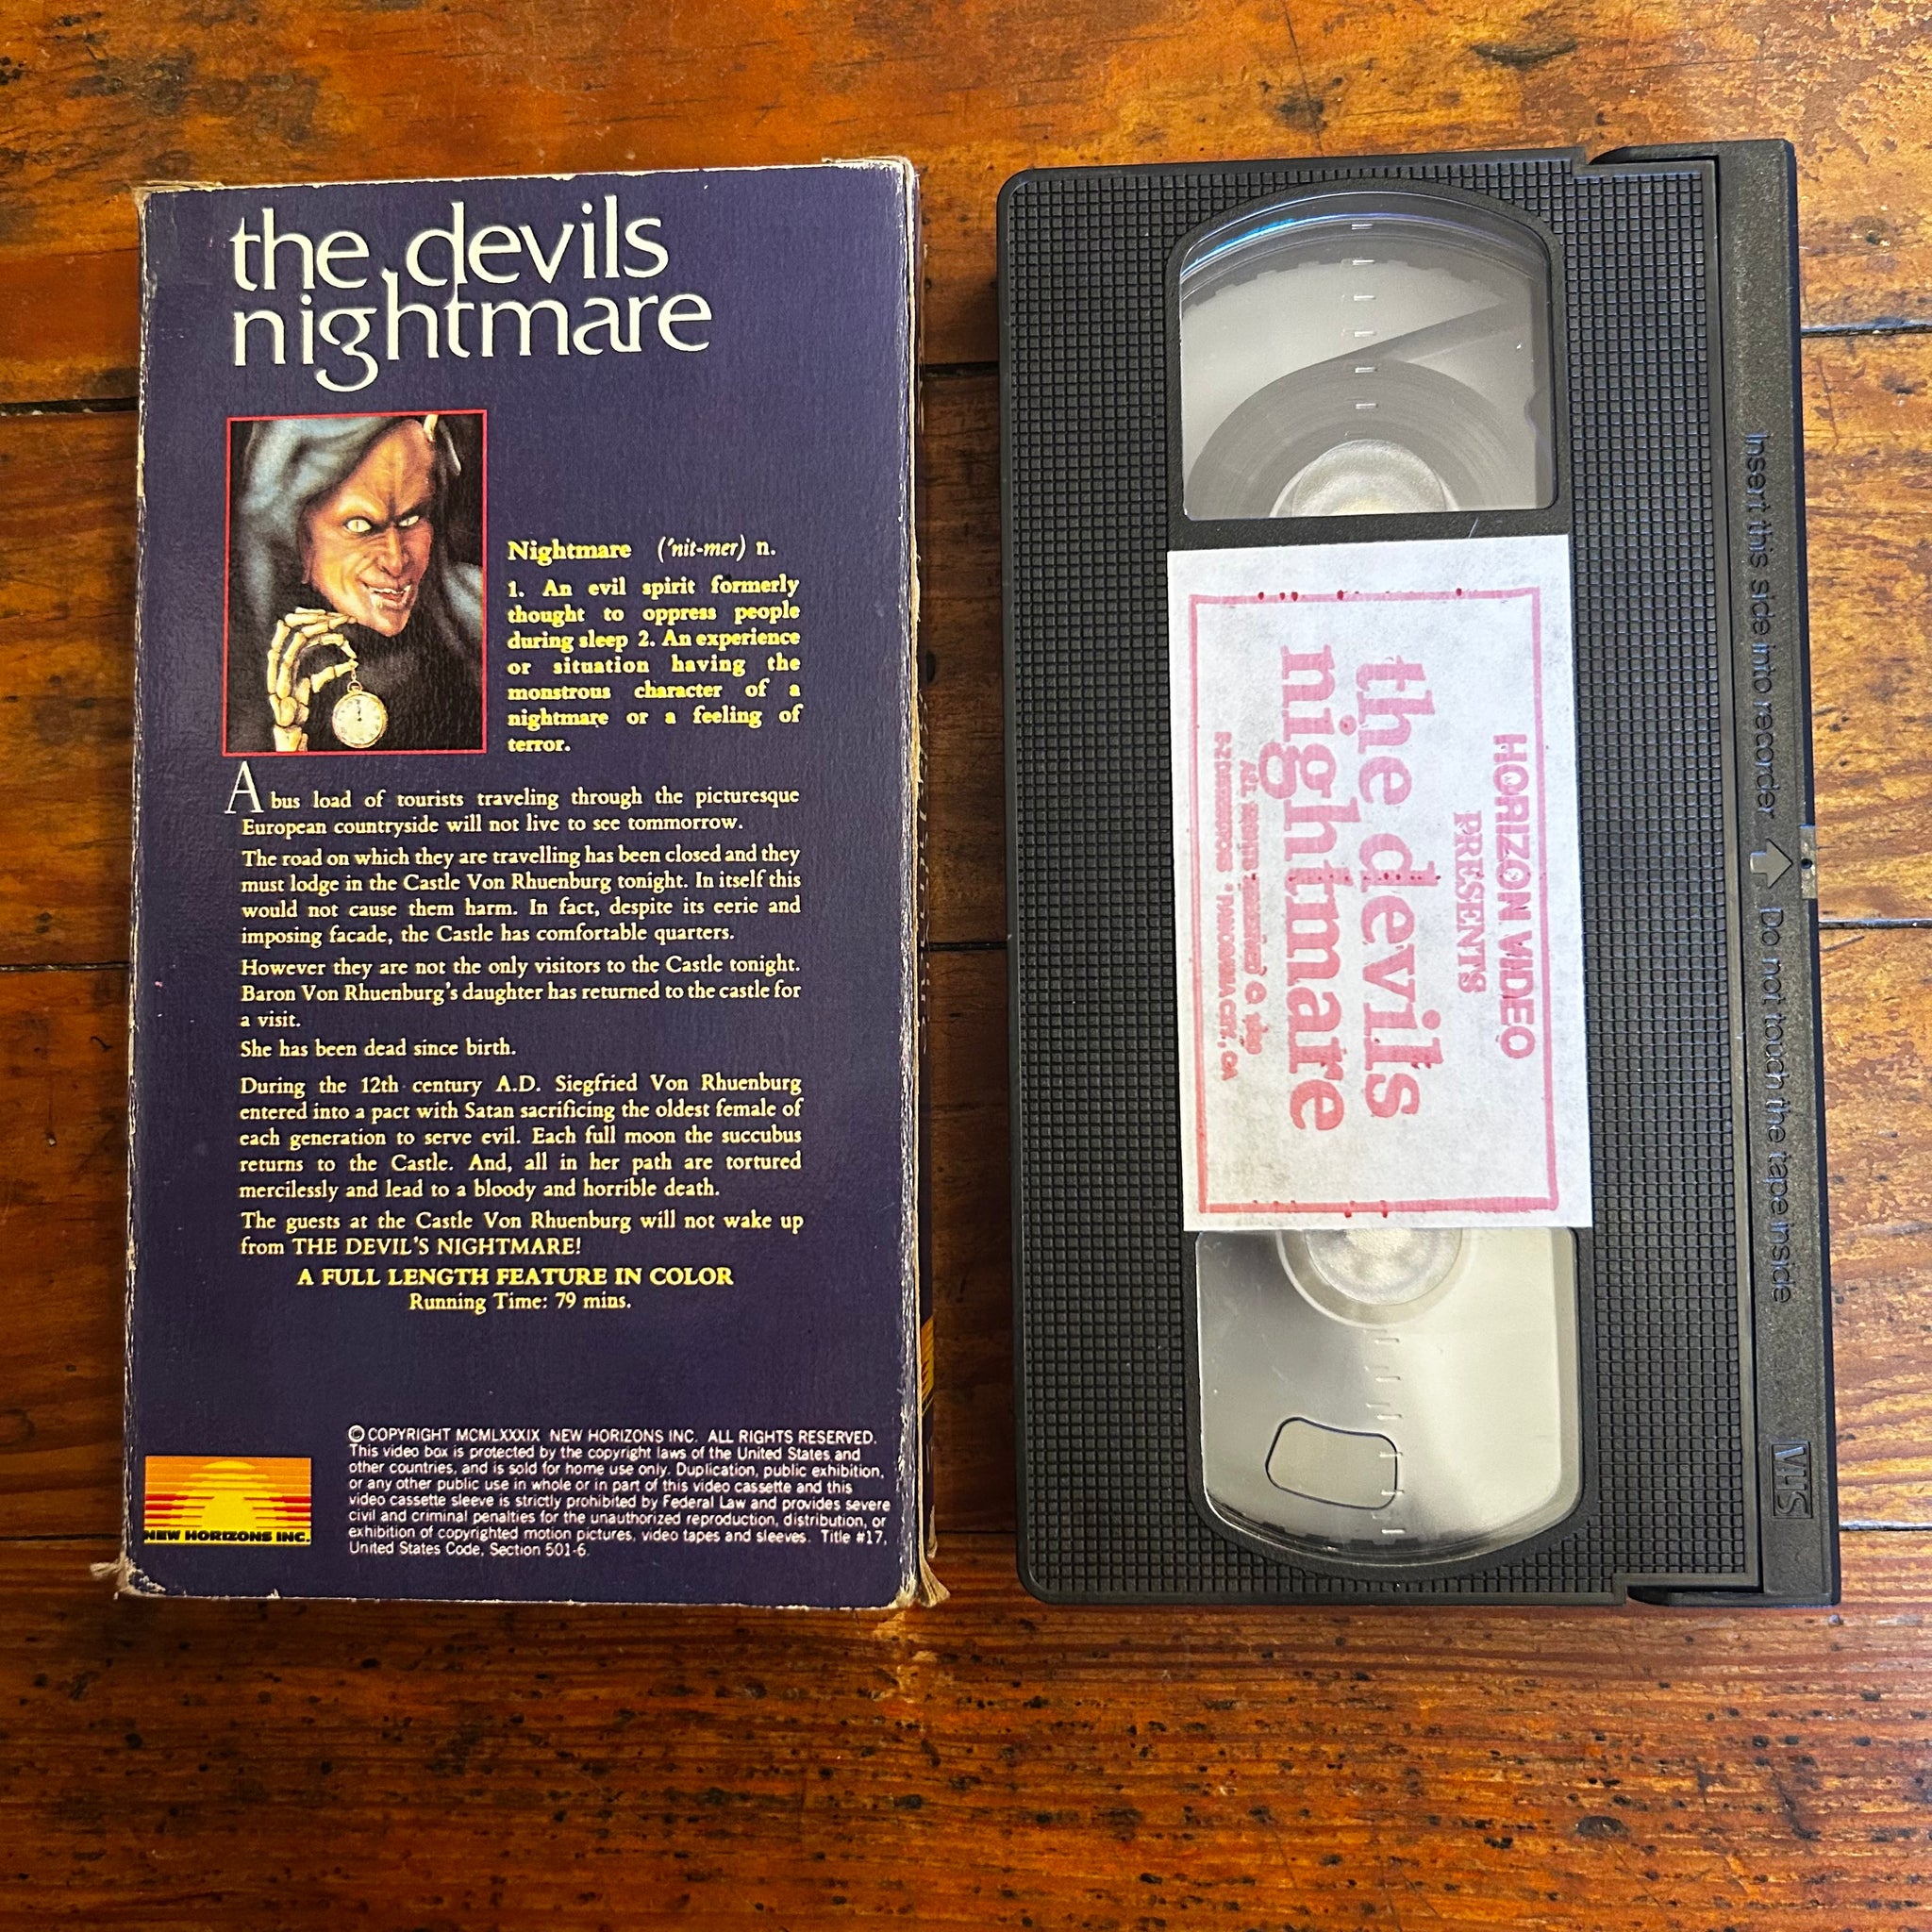 the devils
nightmare
Nightmare ('nit-mer) n.
1. An evil spirit formerly
thought to oppress people
during sleep 2. An experience
or situation having the
monstrous character of a
nightmare or a feeling of
terror.
A bus load of tourists traveling through the picturesque
European countryside will not live to see tommorrow.
The road on which they are travelling has been closed and they
must lodge in the Castle Von Rhuenburg tonight. In itself this
would not cause them harm. In fact, despite its eerie and
imposing facade, the Castle has comfortable quarters.
However they are not the only visitors to the Castle tonight.
Baron Von Rhuenburg's daughter has returned to the castle for
a visit.
She has been dead since birth.
During the 12th century A.D. Siegfried Von Rhuenburg
entered into a pact with Satan sacrificing the oldest female of
each generation to serve evil. Each full moon the succubus
returns to the Castle. And, all in her path are tortured
mercilessly and lead to a bloody and horrible death.
The guests at the Castle Von Rhuenburg will not wake up
from THE DEVIL'S NIGHTMARE!
A FULL LENGTH FEATURE IN COLOR
Running Time: 79 mins.
© COPYRIGHT MCMLXXXIX NEW HORIZONS INC. ALL RIGHTS RESERVED.
This video box is protected by the copyright laws of the United States and
other countries, and is sold for home use only. Duplication, public exhibition,
or any other public use in whole or in part of this video cassette and this
video cassette sleeve is strictly prohibited by Federal Law and provides severe
civil and criminal penalties for the unauthorized reproduction, distribution, or
exhibition of copyrighted motion pictures, video tapes and sleeves. Title #17,
United States Code, Section 501-6.
NEW HORIZONS INC.
HORIZON VIDEO
PRESENTS
the devils
nightmare
PANORAMA CITY, CA
Insert this side into recorder Do not touch the tape inside
VHS